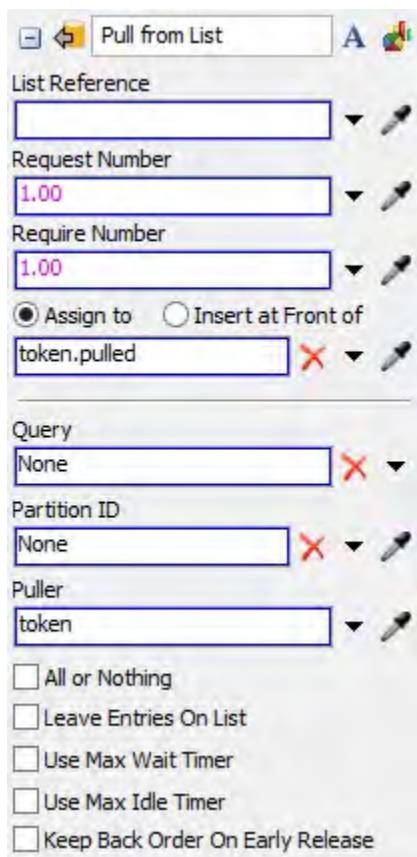 Pull from List
A
List Reference
Request Number
1.00
Require Number
1.00
Assign to Insert at Front of
token.pulled
Query
None
Partition ID
None
Puller
token
All or Nothing
Leave Entries On List
Use Max Wait Timer
Use Max Idle Timer
Keep Back Order On Early Release